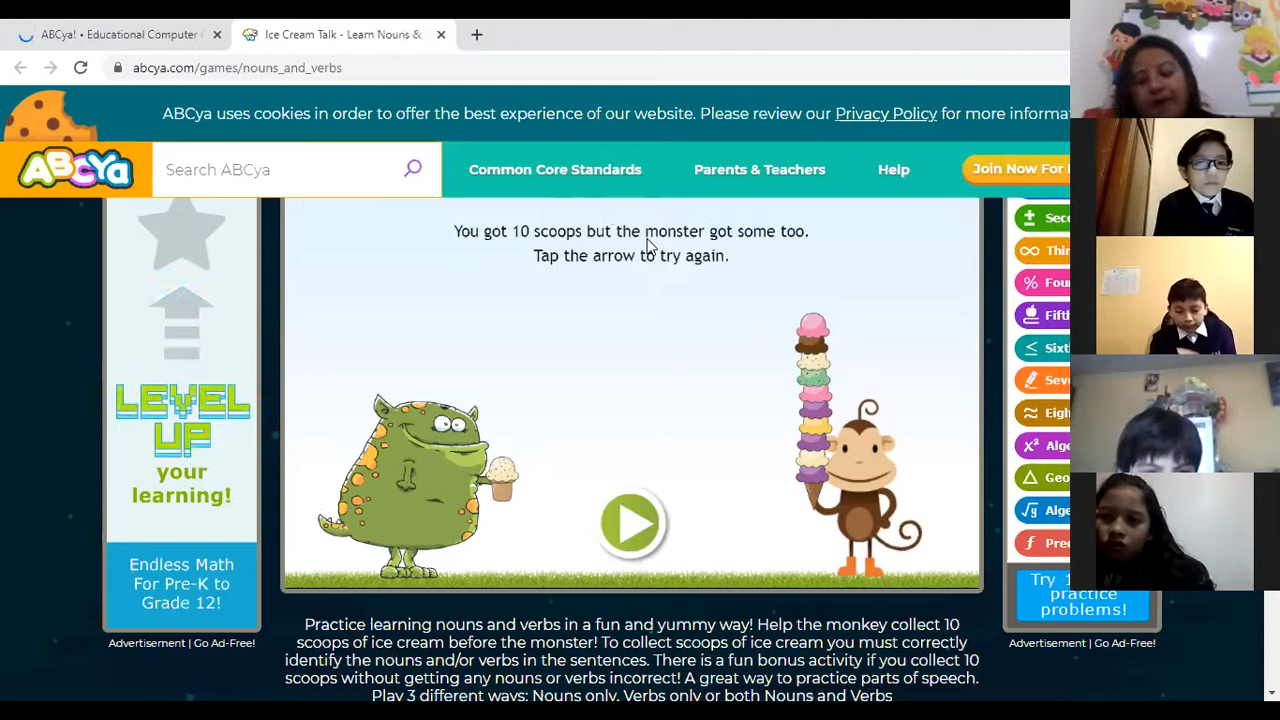 ABCya! • Educational Computer
Ice Cream Talk - Learn Nouns &
abcya.com/games/nouns_and_verbs
ABCya uses cookies in order to offer the best experience of our website. Please review our Privacy Policy for more informa
ABCYa
Search ABCya
Common Core Standards
Parents & Teachers
Help
Join Now For
You got 10 scoops but the monster got some too.
Tap the arrow to try again.
LEVEL
UP
your
learning!
Endless Math
For Pre-K to
Grade 12!
Advertisement | Go Ad-Free!
Seco
Thir
Four
Fifth
Sixt
Seve
Eigh
Alge
Geo
Alge
Prec
Try 1
practice
problems!
Advertisement | Go Ad-Free!
Practice learning nouns and verbs in a fun and yummy way! Help the monkey collect 10
scoops of ice cream before the monster! To collect scoops of ice cream you must correctly
identify the nouns and/or verbs in the sentences. There is a fun bonus activity if you collect 10
scoops without getting any nouns or verbs incorrect! A great way to practice parts of speech.
Play 3 different ways: Nouns only, Verbs only or both Nouns and Verbs